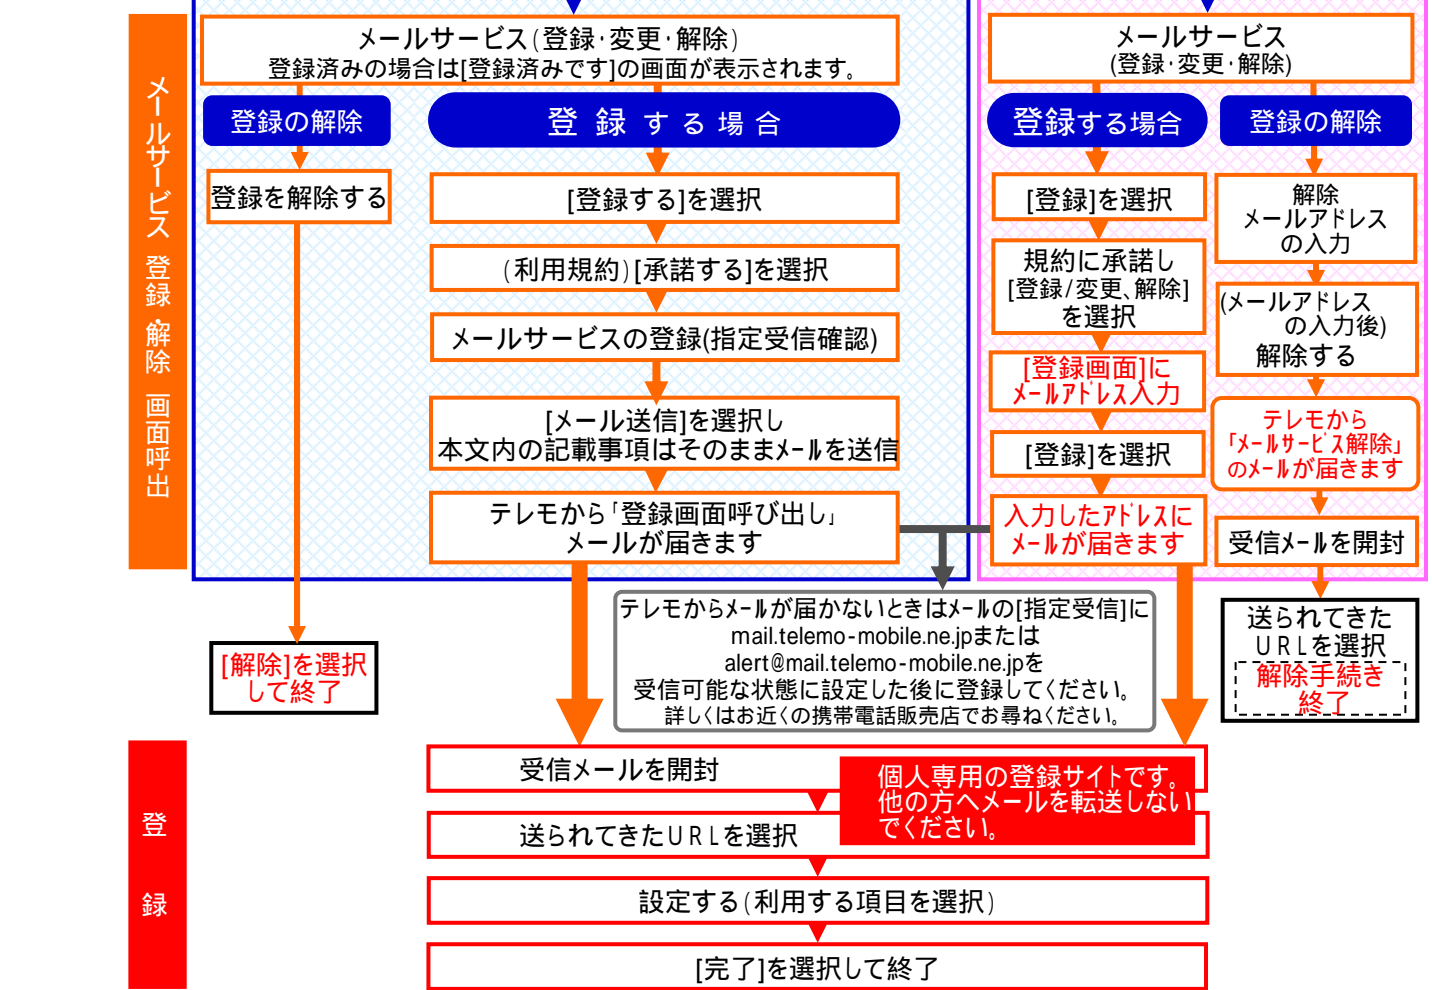 メールサービス 登録・解除 画面呼出
メールサービス(登録・変更・解除)
登録済みの場合は[登録済みです]の画面が表示されます。
登録の解除
登録する場合
登録を解除する
[登録する]を選択
(利用規約)[承諾する]を選択
メールサービスの登録(指定受信確認)
[メール送信]を選択し
本文内の記載事項はそのままメールを送信
テレモから「登録画面呼び出し」
メールが届きます
[解除]を選択
して終了
メールサービス
(登録・変更・解除)
登録する場合
登録の解除
[登録]を選択
規約に承諾し
[登録/変更、解除]
を選択
[登録画面]に
メールアドレス入力
[登録]を選択
入力したアドレスに
メールが届きます
解除
メールアドレス
の入力
(メールアドレス
の入力後)
解除する
テレモから
「メールサービス解除」
のメールが届きます
受信メールを開封
送られてきた
URLを選択
解除手続き
終了
テレモからメールが届かないときはメールの[指定受信]に
mail.telemo-mobile.ne.jpまたは
alert@mail.telemo-mobile.ne.jpを
受信可能な状態に設定した後に登録してください。
詳しくはお近くの携帯電話販売店でお尋ねください。
登録
受信メールを開封
個人専用の登録サイトです。
他の方へメールを転送しない
でください。
送られてきたURLを選択
設定する(利用する項目を選択)
[完了]を選択して終了